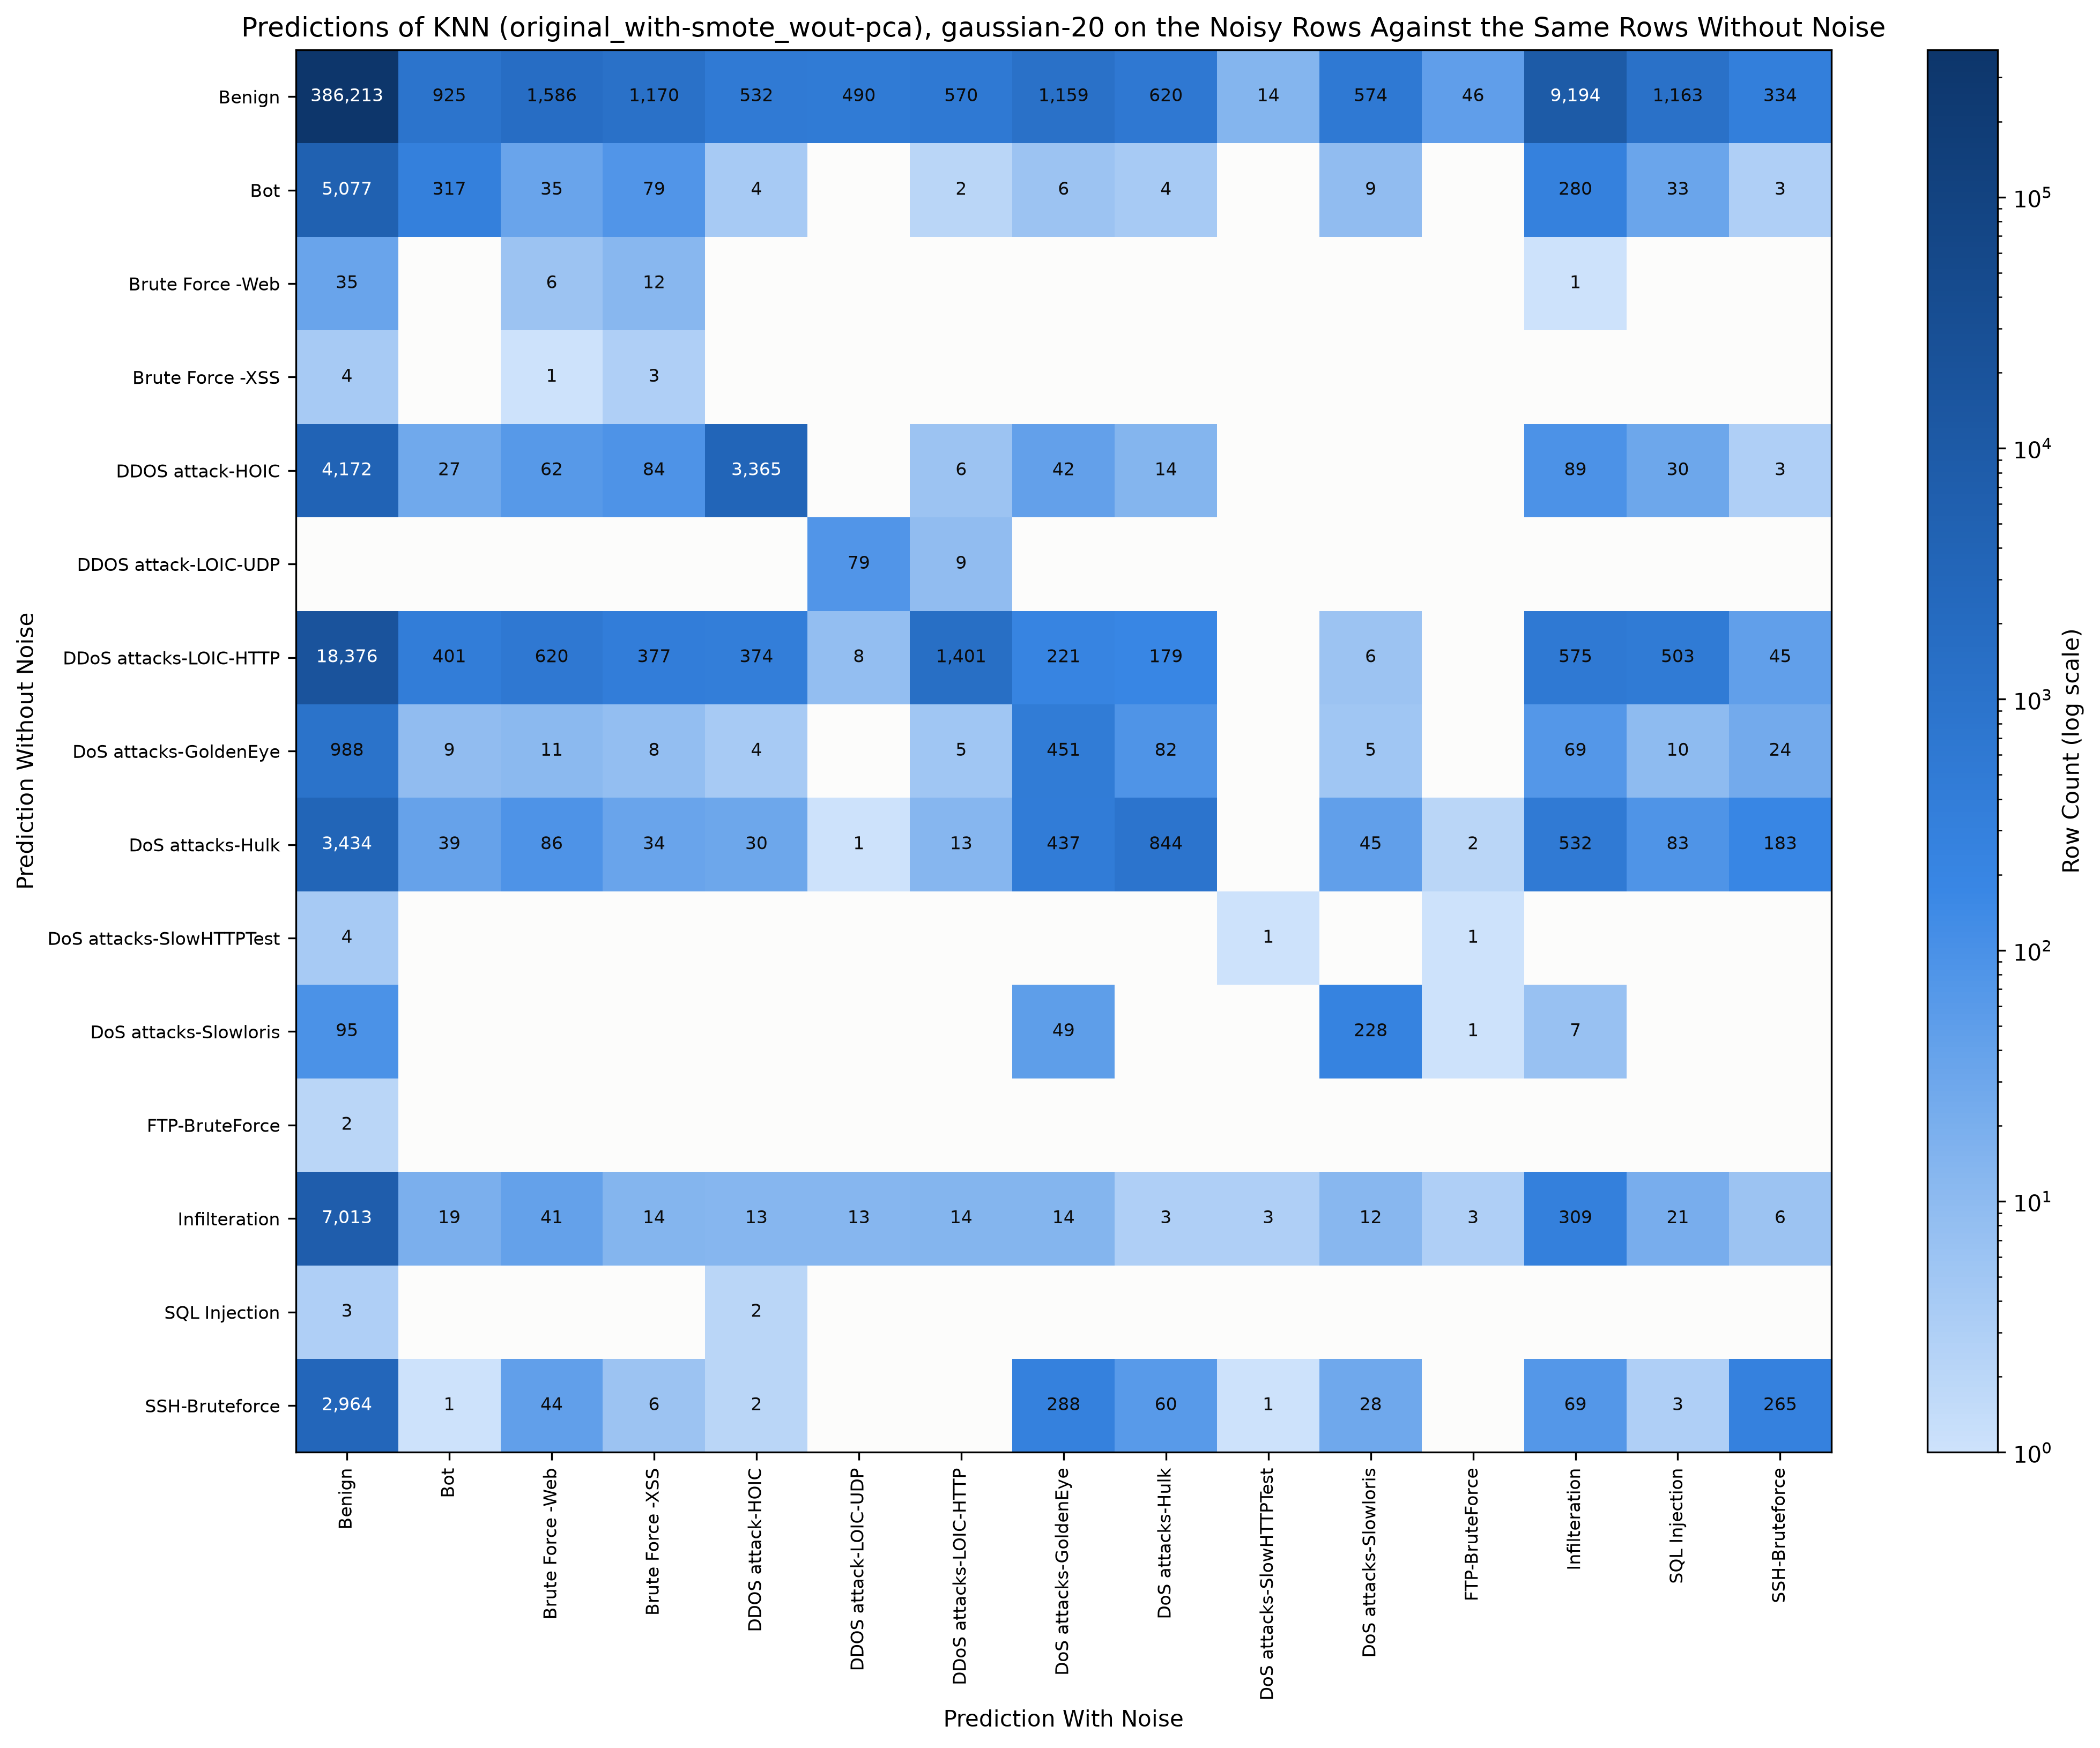 Predictions of KNN (original_with-smote_wout-pca), gaussian-20 on the Noisy Rows Against the Same Rows Without Noise
Prediction Without Noise
Benign 386,213 925 1,586 1,170 532 490 570 1,159 620 14 574 46 9,194 1,163 334
Bot 5,077 317 35 79 4 2 6 4 9 280 33 3
Brute Force -Web 35 6 12 1
Brute Force -XSS 4 1 3
DDOS attack-HOIC 4,172 27 62 84 3,365 6 42 14 89 30 3
DDOS attack-LOIC-UDP 79 9
DDoS attacks-LOIC-HTTP 18,376 401 620 377 374 8 1,401 221 179 6 575 503 45
DoS attacks-GoldenEye 988 9 11 8 4 5 451 82 5 69 10 24
DoS attacks-Hulk 3,434 39 86 34 30 1 13 437 844 45 2 532 83 183
DoS attacks-SlowHTTPTest 4 1 1
DoS attacks-Slowloris 95 49 228 1 7
FTP-BruteForce 2
Infilteration 7,013 19 41 14 13 13 14 14 3 3 12 3 309 21 6
SQL Injection 3 2
SSH-Bruteforce 2,964 1 44 6 2 288 60 1 28 69 3 265
Benign
Bot
Brute Force -Web
Brute Force -XSS
DDOS attack-HOIC
DDOS attack-LOIC-UDP
DDoS attacks-LOIC-HTTP
DoS attacks-GoldenEye
DoS attacks-Hulk
DoS attacks-SlowHTTPTest
DoS attacks-Slowloris
FTP-BruteForce
Infilteration
SQL Injection
SSH-Bruteforce
Prediction With Noise
10⁵
10⁴
10³
10²
10¹
10⁰
Row Count (log scale)